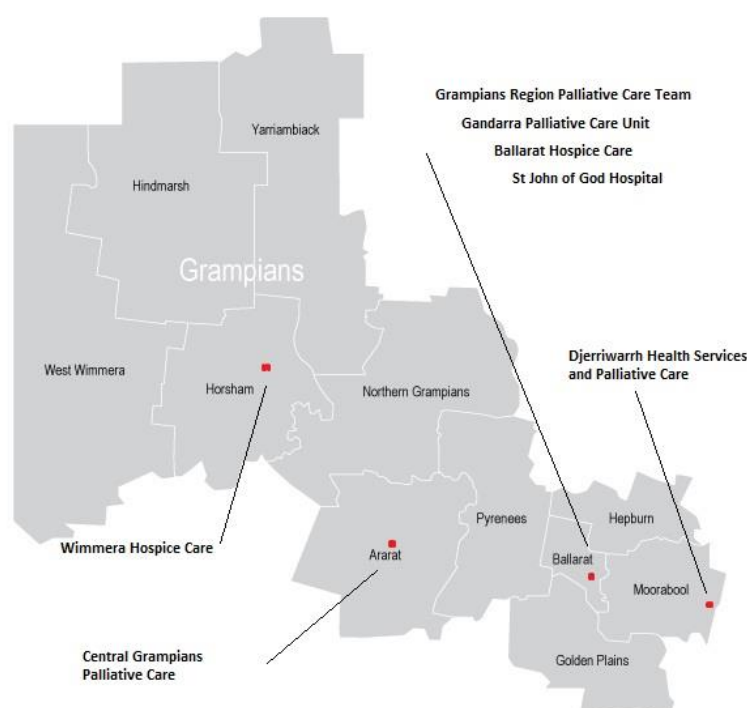 Grampians Region Palliative Care Team
Gandarra Palliative Care Unit
Ballarat Hospice Care
St John of God Hospital
Yarriambiack
Hindmarsh
Grampians
Djerriwarrh Health Services
and Palliative Care
West Wimmera
Horsham
Northern Grampians
Pyrenees
Hepburn
Wimmera Hospice Care
Ararat
Ballarat
Moorabool
Central Grampians
Palliative Care
Golden Plains